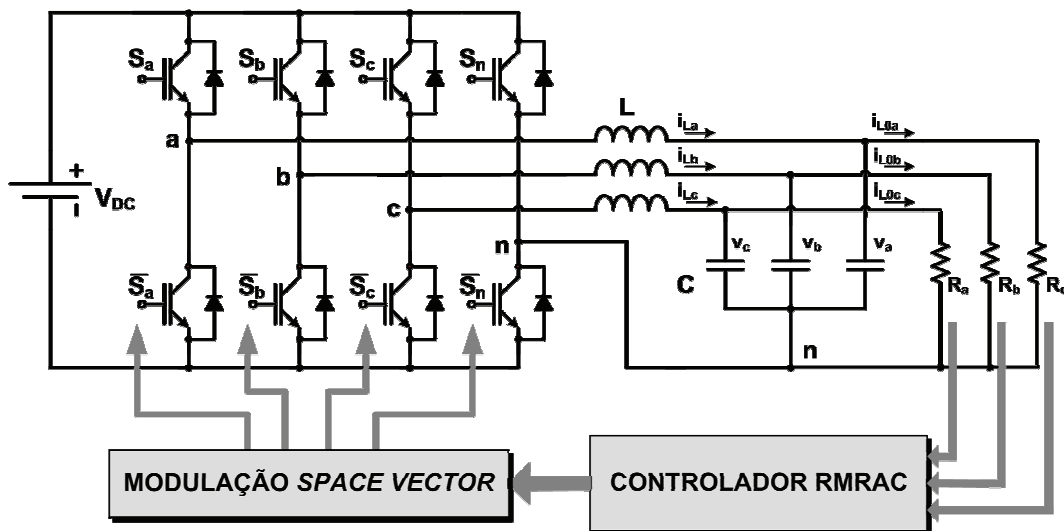 Sa Sb Sc Sn
L iLa iL0a
a
iLb iL0b
b
+ VDC
iLc iL0c
c
n vc vb va
S̅a S̅b S̅c S̅n C Ra Rb
n
MODULAÇÃO SPACE VECTOR CONTROLADOR RMRAC